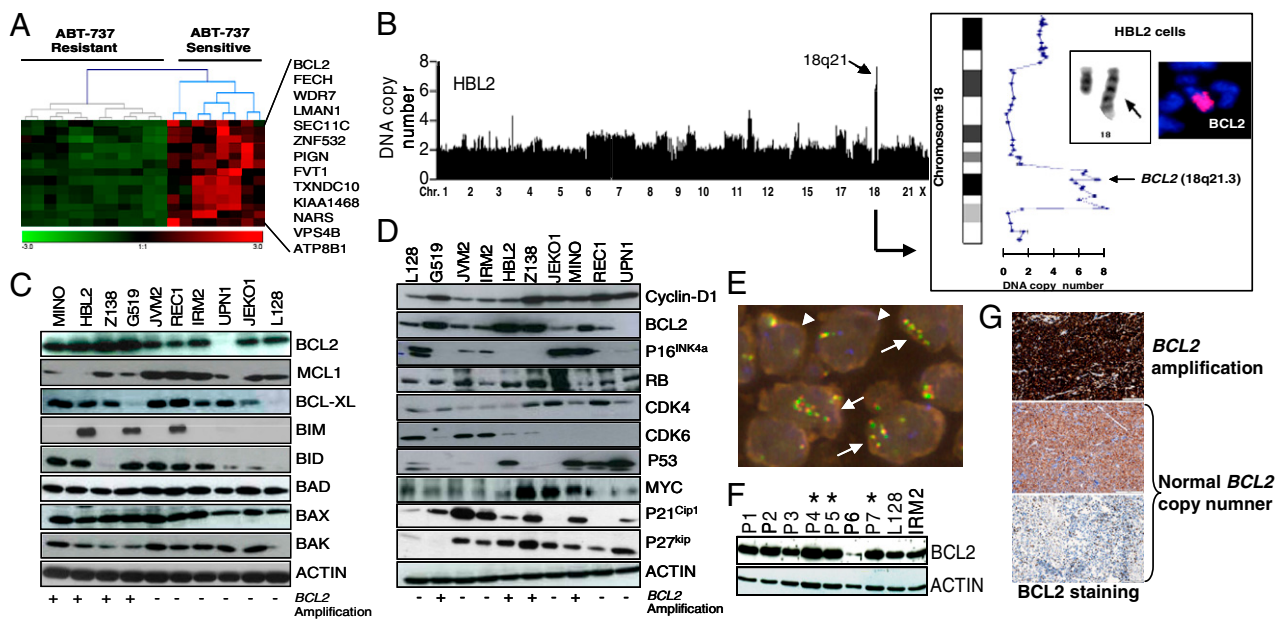 A
ABT-737
Resistant
ABT-737
Sensitive
BCL2
FECH
WDR7
LMAN1
SEC11C
ZNF532
PIGN
FVT1
TXNDC10
KIAA1468
NARS
VPS4B
ATP8B1
-3.0 1:1 3.0
B
DNA copy
number
8
6
4
2
0
HBL2
18q21
Chr. 1 2 3 4 5 6 7 8 9 10 11 12 15 17 18 21 X
HBL2 cells
Chromosome 18
18
BCL2
BCL2 (18q21.3)
0 2 4 6 8
DNA copy number
C
MINO HBL2 Z138 G519 JVM2 REC1 IRM2 UPN1 JEKO1 L128
BCL2
MCL1
BCL-XL
BIM
BID
BAD
BAX
BAK
ACTIN
+ + + + - - - - - -
BCL2
Amplification
D
L128 G519 JVM2 IRM2 HBL2 Z138 JEKO1 MINO REC1 UPN1
Cyclin-D1
BCL2
P16INK4a
RB
CDK4
CDK6
P53
MYC
P21Cip1
P27kip
ACTIN
- + - - + + - + - -
BCL2
Amplification
E
F
* * *
P1 P2 P3 P4 P5 P6 P7 L128 IRM2
BCL2
ACTIN
G
BCL2
amplification
Normal BCL2
copy numner
BCL2 staining